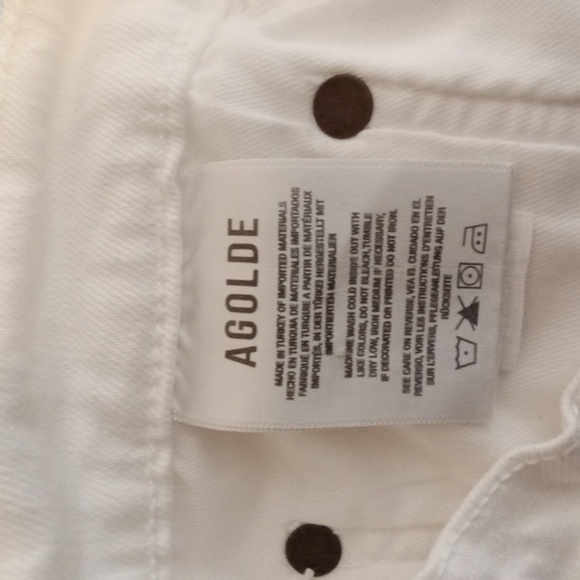 AGOLDE
MADE IN TURKEY OF IMPORTED MATERIALS
HECHO EN TURQUIA DE MATERIALES IMPORTADOS
FABRIQUÉ EN TURQUIE A PARTIR DE MATÉRIAUX
IMPORTÉS, IN DER TÜRKEI HERGESTELLT MIT
IMPORTIERTEN MATERIALIEN
MACHINE WASH COLD INSIDE OUT WITH
LIKE COLORS, DO NOT BLEACH,TUMBLE
DRY LOW, IRON MEDIUM IF NECESSARY,
IF DECORATED OR PRINTED DO NOT IRON.
SEE CARE ON REVERSE, VEA EL CUIDADO EN EL
REVERSO, VOIR LES INSTRUCTIONS D'ENTRETIEN
SUR L'ERVERS, PFLEGEANLEITUNG AUF DER
RÜCKSEITE